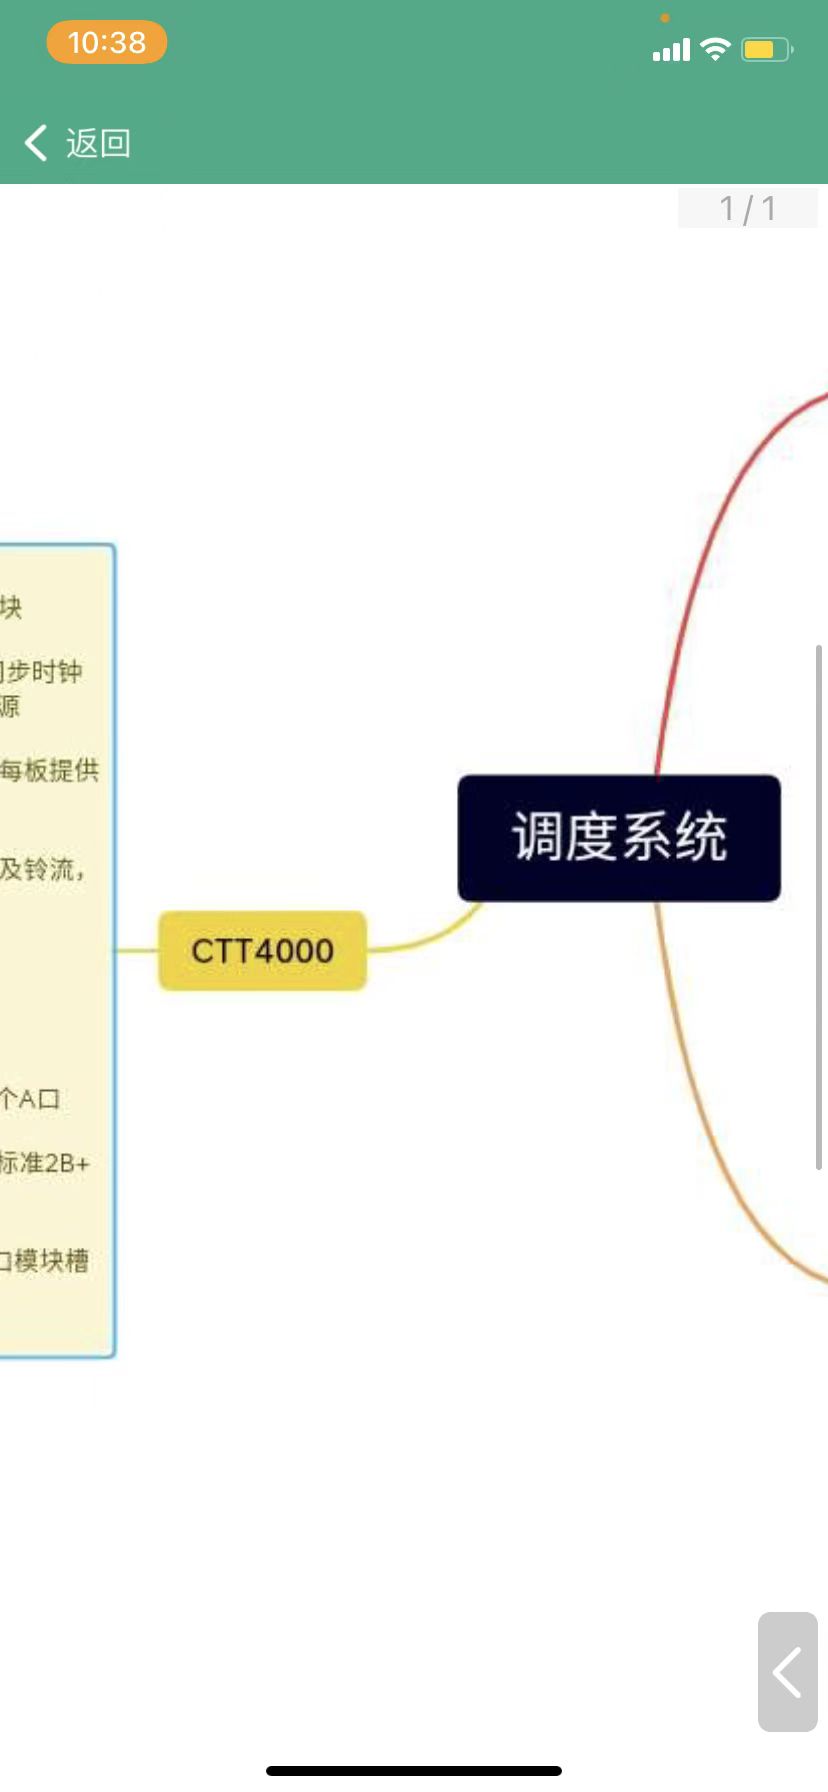 10:38
返回
1/1
块
步时钟
源
每板提供
调度系统
及铃流，
CTT4000
个A口
标准2B+
口模块槽